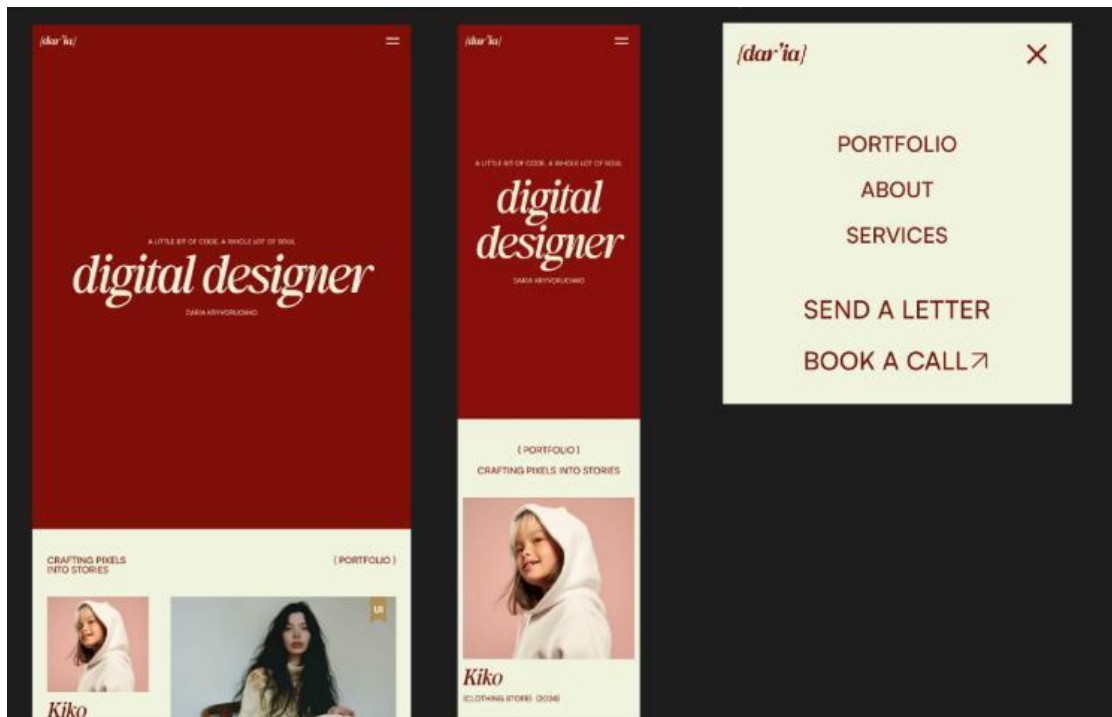 {dar'ia}
A LITTLE BIT OF CODE, A WHOLE LOT OF SOUL
digital designer
DARIA KRYVORUCHKO
CRAFTING PIXELS
INTO STORIES
( PORTFOLIO )
UI
Kiko
{dar'ia}
A LITTLE BIT OF CODE, A WHOLE LOT OF SOUL
digital
designer
DARIA KRYVORUCHKO
( PORTFOLIO )
CRAFTING PIXELS INTO STORIES
Kiko
(CLOTHING STORE) (2024)
{dar'ia}
PORTFOLIO
ABOUT
SERVICES
SEND A LETTER
BOOK A CALL↗